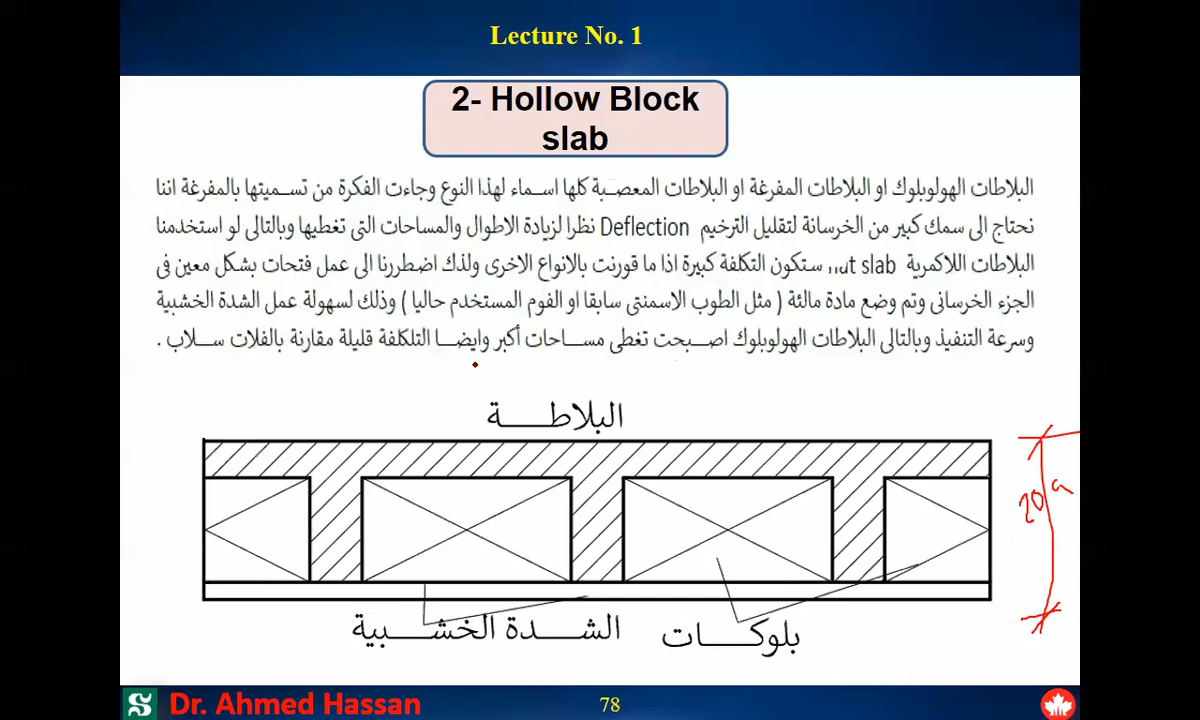 Lecture No. 1
2- Hollow Block
slab
البلاطات الهولوبلوك او البلاطات المفرغة او البلاطات المعصبة كلها اسماء لهذا النوع وجاءت الفكرة من تسميتها بالمفرغة اننا
نحتاج الى سمك كبير من الخرسانة لتقليل الترخيم Deflection نظرا لزيادة الاطوال والمساحات التى تغطيها وبالتالى لو استخدمنا
البلاطات اللاكمرية slab ستكون التكلفة كبيرة اذا ما قورنت بالانواع الاخرى ولذك اضطررنا الى عمل فتحات بشكل معين فى
الجزء الخرسانى وتم وضع مادة مالئة ( مثل الطوب الاسمنتى سابقا او الفوم المستخدم حاليا ) وذلك لسهولة عمل الشدة الخشبية
وسرعة التنفيذ وبالتالى البلاطات الهولوبلوك اصبحت تغطى مساحات أكبر وايضا التلكلفة قليلة مقارنة بالفلات سلاب .
البلاطة
20
الشدة الخشبية
بلوكات
Dr. Ahmed Hassan
78